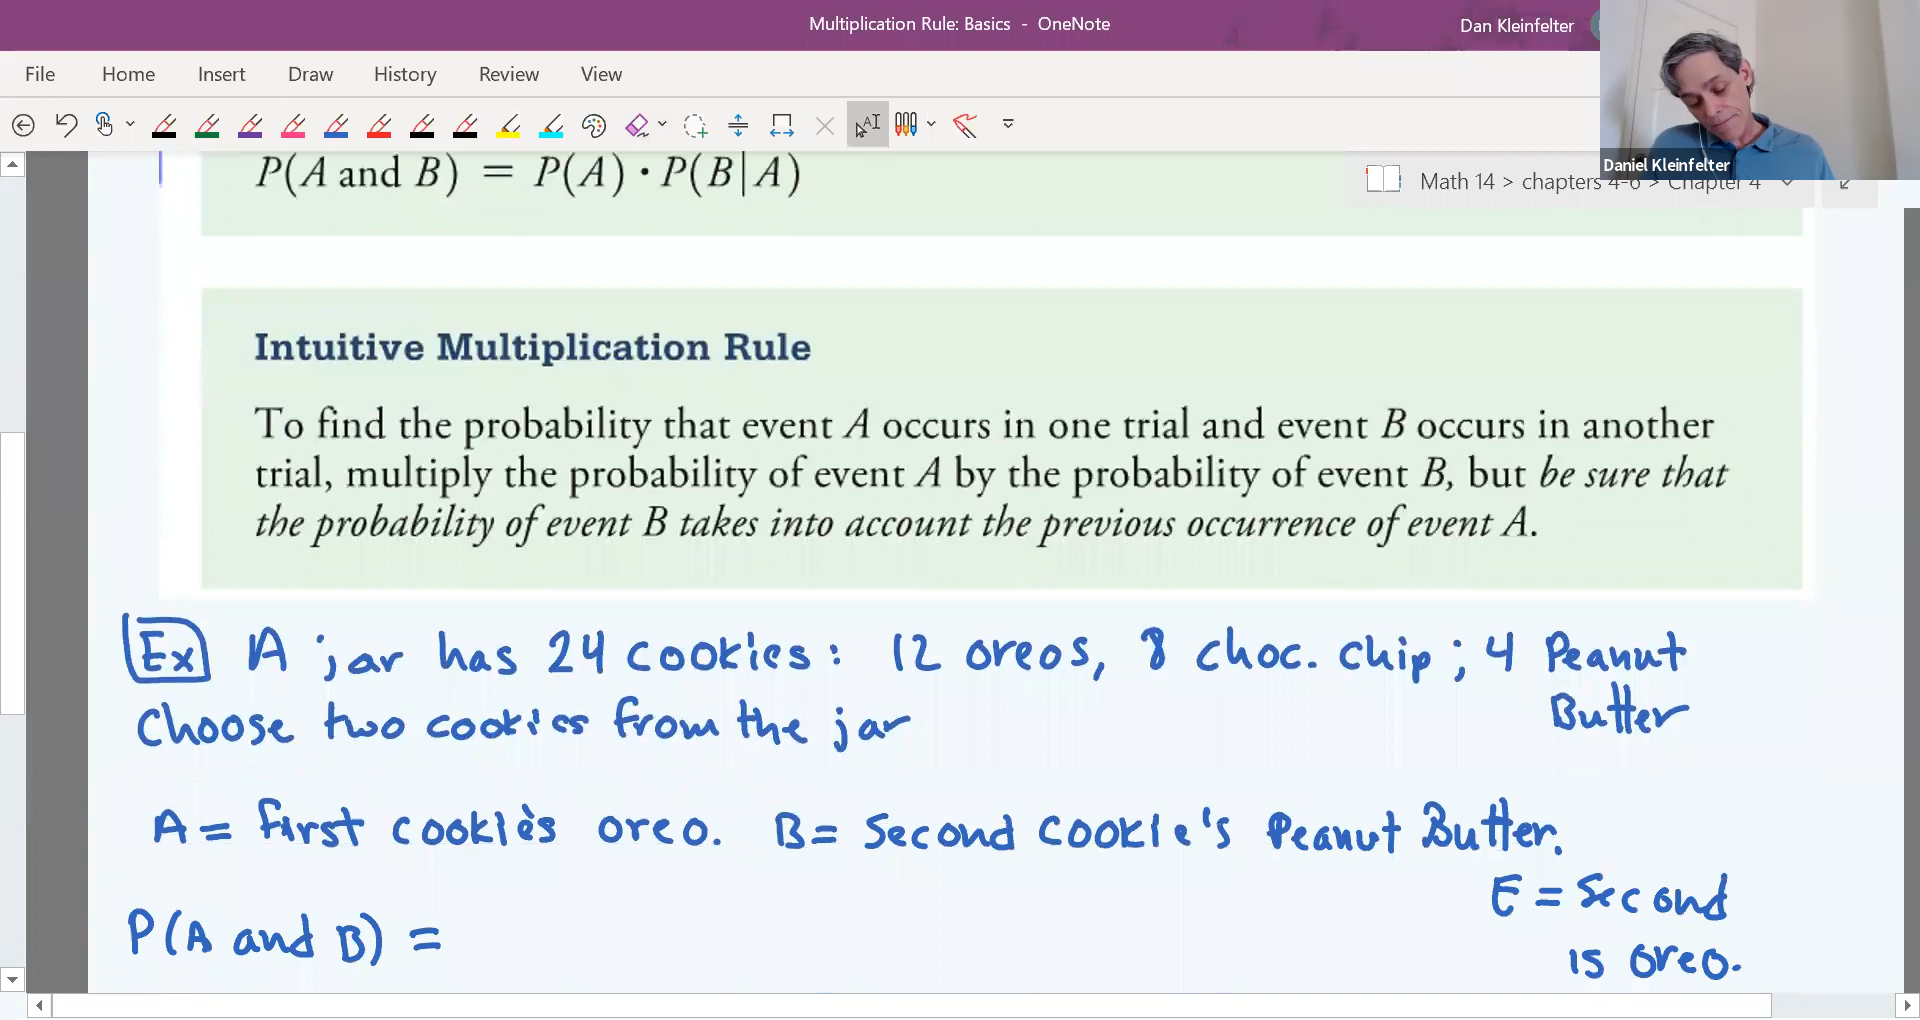 Multiplication Rule: Basics - OneNote
Dan Kleinfelter
File Home Insert Draw History Review View
Daniel Kleinfelter
P(A and B) = P(A) · P(B|A)
Math 14 > chapters 4-6 > Chapter 4
Intuitive Multiplication Rule
To find the probability that event A occurs in one trial and event B occurs in another
trial, multiply the probability of event A by the probability of event B, but be sure that
the probability of event B takes into account the previous occurrence of event A.
Ex A jar has 24 cookies: 12 oreos, 8 choc. chip; 4 Peanut
Butter
Choose two cookies from the jar
A = first cookie's oreo. B = Second cookie's Peanut Butter.
E = Second
is oreo.
P(A and B) =